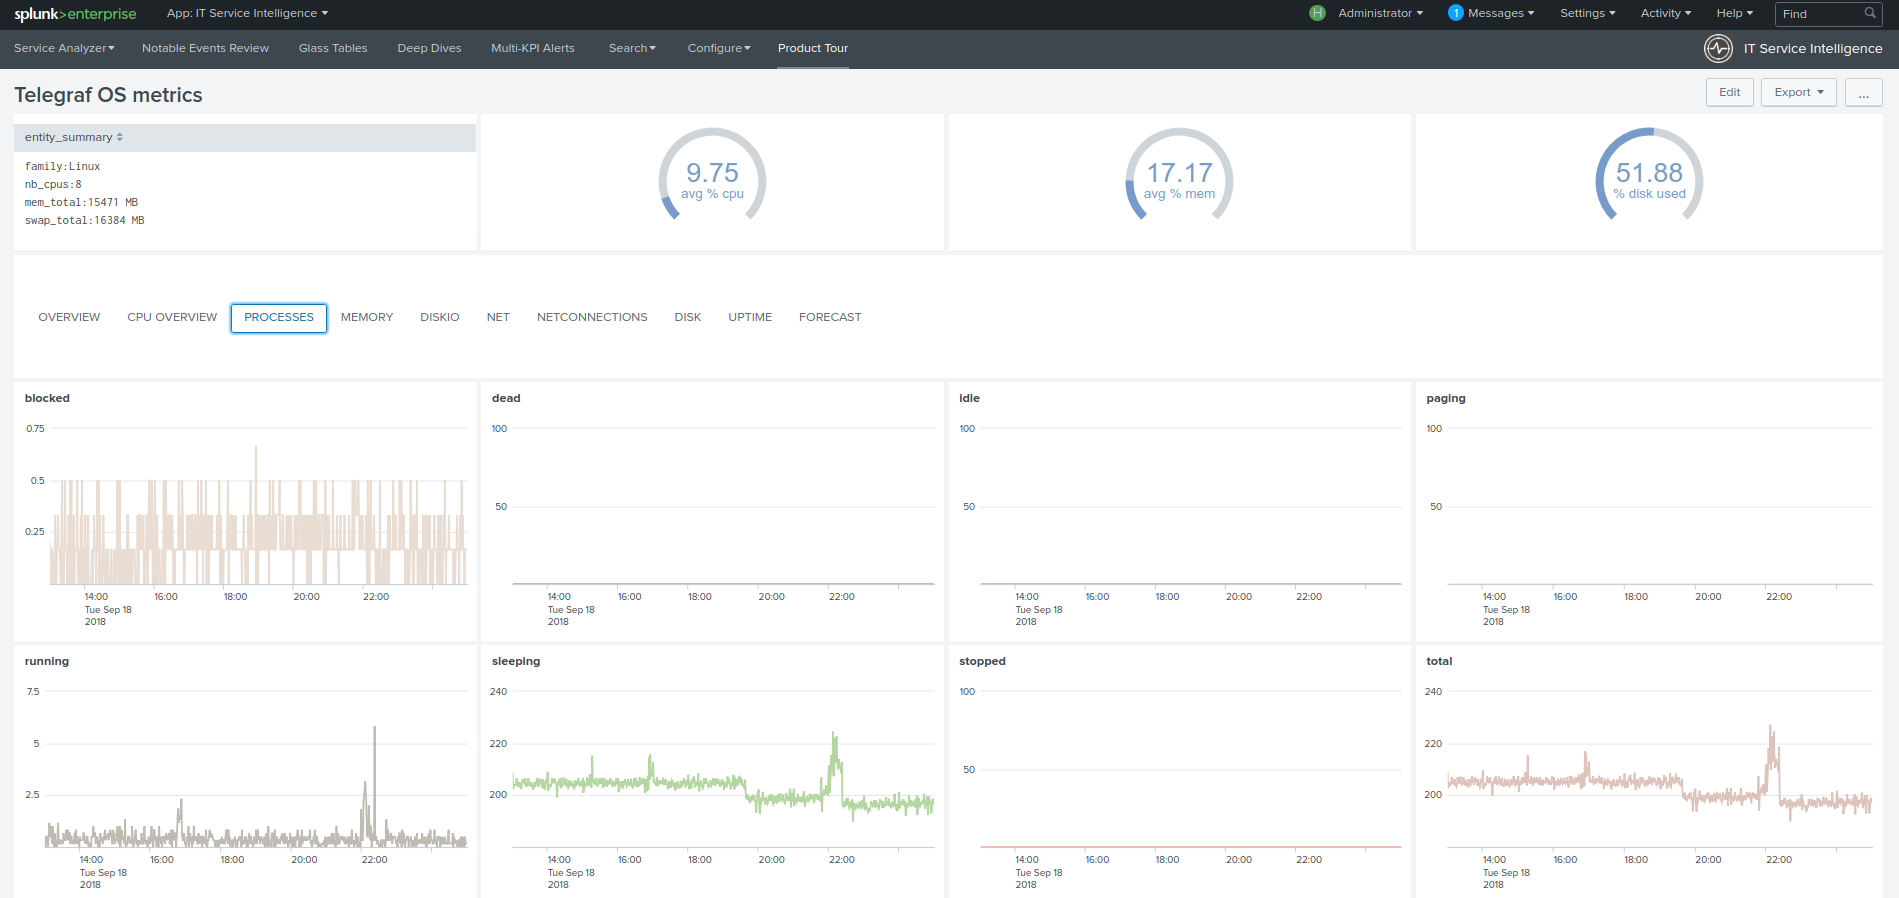 splunk>enterprise App: IT Service Intelligence H Administrator 1 Messages Settings Activity Help Find
Service Analyzer Notable Events Review Glass Tables Deep Dives Multi-KPI Alerts Search Configure Product Tour IT Service Intelligence
Telegraf OS metrics Edit Export ...
entity_summary
family:Linux
nb_cpus:8
mem_total:15471 MB
swap_total:16384 MB
9.75
avg % cpu
17.17
avg % mem
51.88
% disk used
OVERVIEW CPU OVERVIEW PROCESSES MEMORY DISKIO NET NETCONNECTIONS DISK UPTIME FORECAST
blocked
0.75
0.5
0.25
14:00 16:00 18:00 20:00 22:00
Tue Sep 18
2018
dead
100
50
14:00 16:00 18:00 20:00 22:00
Tue Sep 18
2018
idle
100
50
14:00 16:00 18:00 20:00 22:00
Tue Sep 18
2018
paging
100
50
14:00 16:00 18:00 20:00 22:00
Tue Sep 18
2018
running
7.5
5
2.5
14:00 16:00 18:00 20:00 22:00
Tue Sep 18
2018
sleeping
240
220
200
14:00 16:00 18:00 20:00 22:00
Tue Sep 18
2018
stopped
100
50
14:00 16:00 18:00 20:00 22:00
Tue Sep 18
2018
total
240
220
200
14:00 16:00 18:00 20:00 22:00
Tue Sep 18
2018